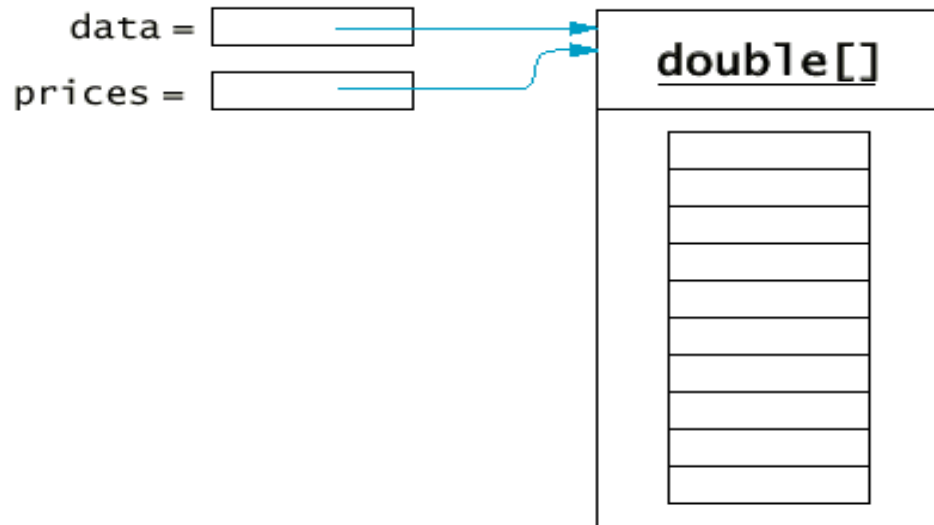 data =
prices =
double[]